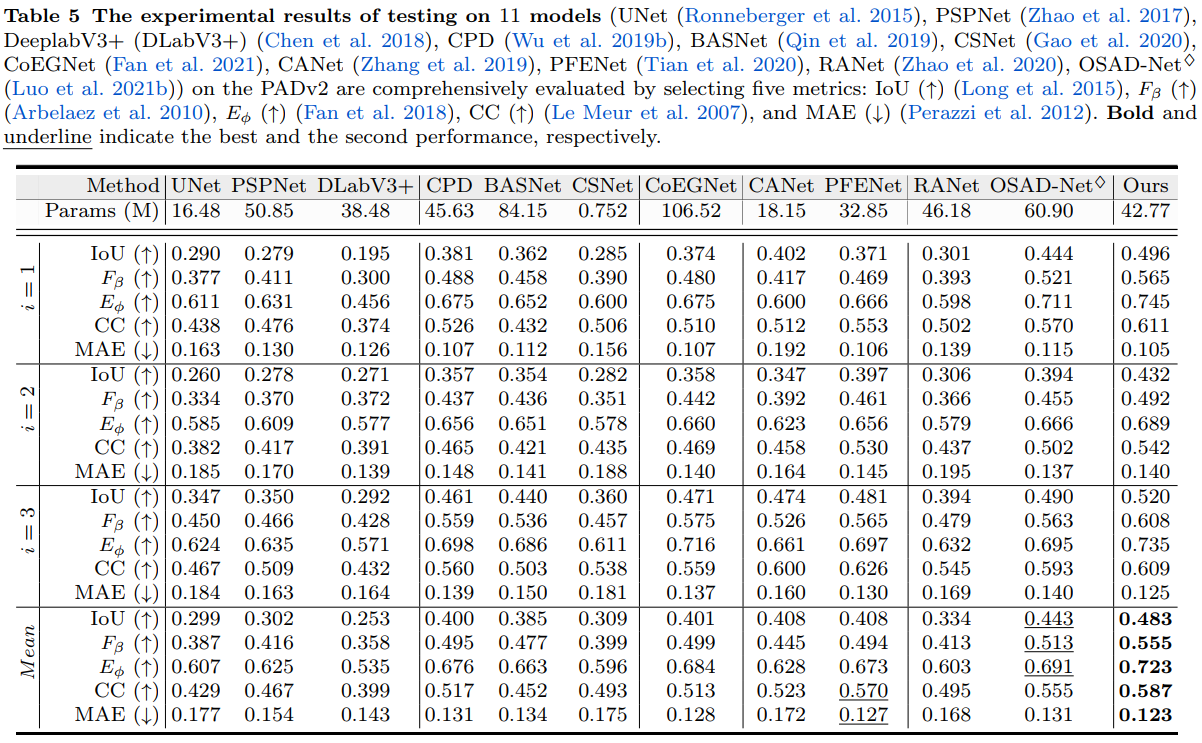 Table 5 The experimental results of testing on 11 models (UNet (Ronneberger et al. 2015), PSPNet (Zhao et al. 2017),
DeeplabV3+ (DLabV3+) (Chen et al. 2018), CPD (Wu et al. 2019b), BASNet (Qin et al. 2019), CSNet (Gao et al. 2020),
CoEGNet (Fan et al. 2021), CANet (Zhang et al. 2019), PFENet (Tian et al. 2020), RANet (Zhao et al. 2020), OSAD-Net◇
(Luo et al. 2021b)) on the PADv2 are comprehensively evaluated by selecting five metrics: IoU (↑) (Long et al. 2015), Fβ (↑)
(Arbelaez et al. 2010), Eϕ (↑) (Fan et al. 2018), CC (↑) (Le Meur et al. 2007), and MAE (↓) (Perazzi et al. 2012). Bold and
underline indicate the best and the second performance, respectively.
Method UNet PSPNet DLabV3+ CPD BASNet CSNet CoEGNet CANet PFENet RANet OSAD-Net◇ Ours
Params (M) 16.48 50.85 38.48 45.63 84.15 0.752 106.52 18.15 32.85 46.18 60.90 42.77
i = 1
IoU (↑) 0.290 0.279 0.195 0.381 0.362 0.285 0.374 0.402 0.371 0.301 0.444 0.496
Fβ (↑) 0.377 0.411 0.300 0.488 0.458 0.390 0.480 0.417 0.469 0.393 0.521 0.565
Eϕ (↑) 0.611 0.631 0.456 0.675 0.652 0.600 0.675 0.600 0.666 0.598 0.711 0.745
CC (↑) 0.438 0.476 0.374 0.526 0.432 0.506 0.510 0.512 0.553 0.502 0.570 0.611
MAE (↓) 0.163 0.130 0.126 0.107 0.112 0.156 0.107 0.192 0.106 0.139 0.115 0.105
i = 2
IoU (↑) 0.260 0.278 0.271 0.357 0.354 0.282 0.358 0.347 0.397 0.306 0.394 0.432
Fβ (↑) 0.334 0.370 0.372 0.437 0.436 0.351 0.442 0.392 0.461 0.366 0.455 0.492
Eϕ (↑) 0.585 0.609 0.577 0.656 0.651 0.578 0.660 0.623 0.656 0.579 0.666 0.689
CC (↑) 0.382 0.417 0.391 0.465 0.421 0.435 0.469 0.458 0.530 0.437 0.502 0.542
MAE (↓) 0.185 0.170 0.139 0.148 0.141 0.188 0.140 0.164 0.145 0.195 0.137 0.140
i = 3
IoU (↑) 0.347 0.350 0.292 0.461 0.440 0.360 0.471 0.474 0.481 0.394 0.490 0.520
Fβ (↑) 0.450 0.466 0.428 0.559 0.536 0.457 0.575 0.526 0.565 0.479 0.563 0.608
Eϕ (↑) 0.624 0.635 0.571 0.698 0.686 0.611 0.716 0.661 0.697 0.632 0.695 0.735
CC (↑) 0.467 0.509 0.432 0.560 0.503 0.538 0.559 0.600 0.626 0.545 0.593 0.609
MAE (↓) 0.184 0.163 0.164 0.139 0.150 0.181 0.137 0.160 0.130 0.169 0.140 0.125
Mean
IoU (↑) 0.299 0.302 0.253 0.400 0.385 0.309 0.401 0.408 0.408 0.334 0.443 0.483
Fβ (↑) 0.387 0.416 0.358 0.495 0.477 0.399 0.499 0.445 0.494 0.413 0.513 0.555
Eϕ (↑) 0.607 0.625 0.535 0.676 0.663 0.596 0.684 0.628 0.673 0.603 0.691 0.723
CC (↑) 0.429 0.467 0.399 0.517 0.452 0.493 0.513 0.523 0.570 0.495 0.555 0.587
MAE (↓) 0.177 0.154 0.143 0.131 0.134 0.175 0.128 0.172 0.127 0.168 0.131 0.123